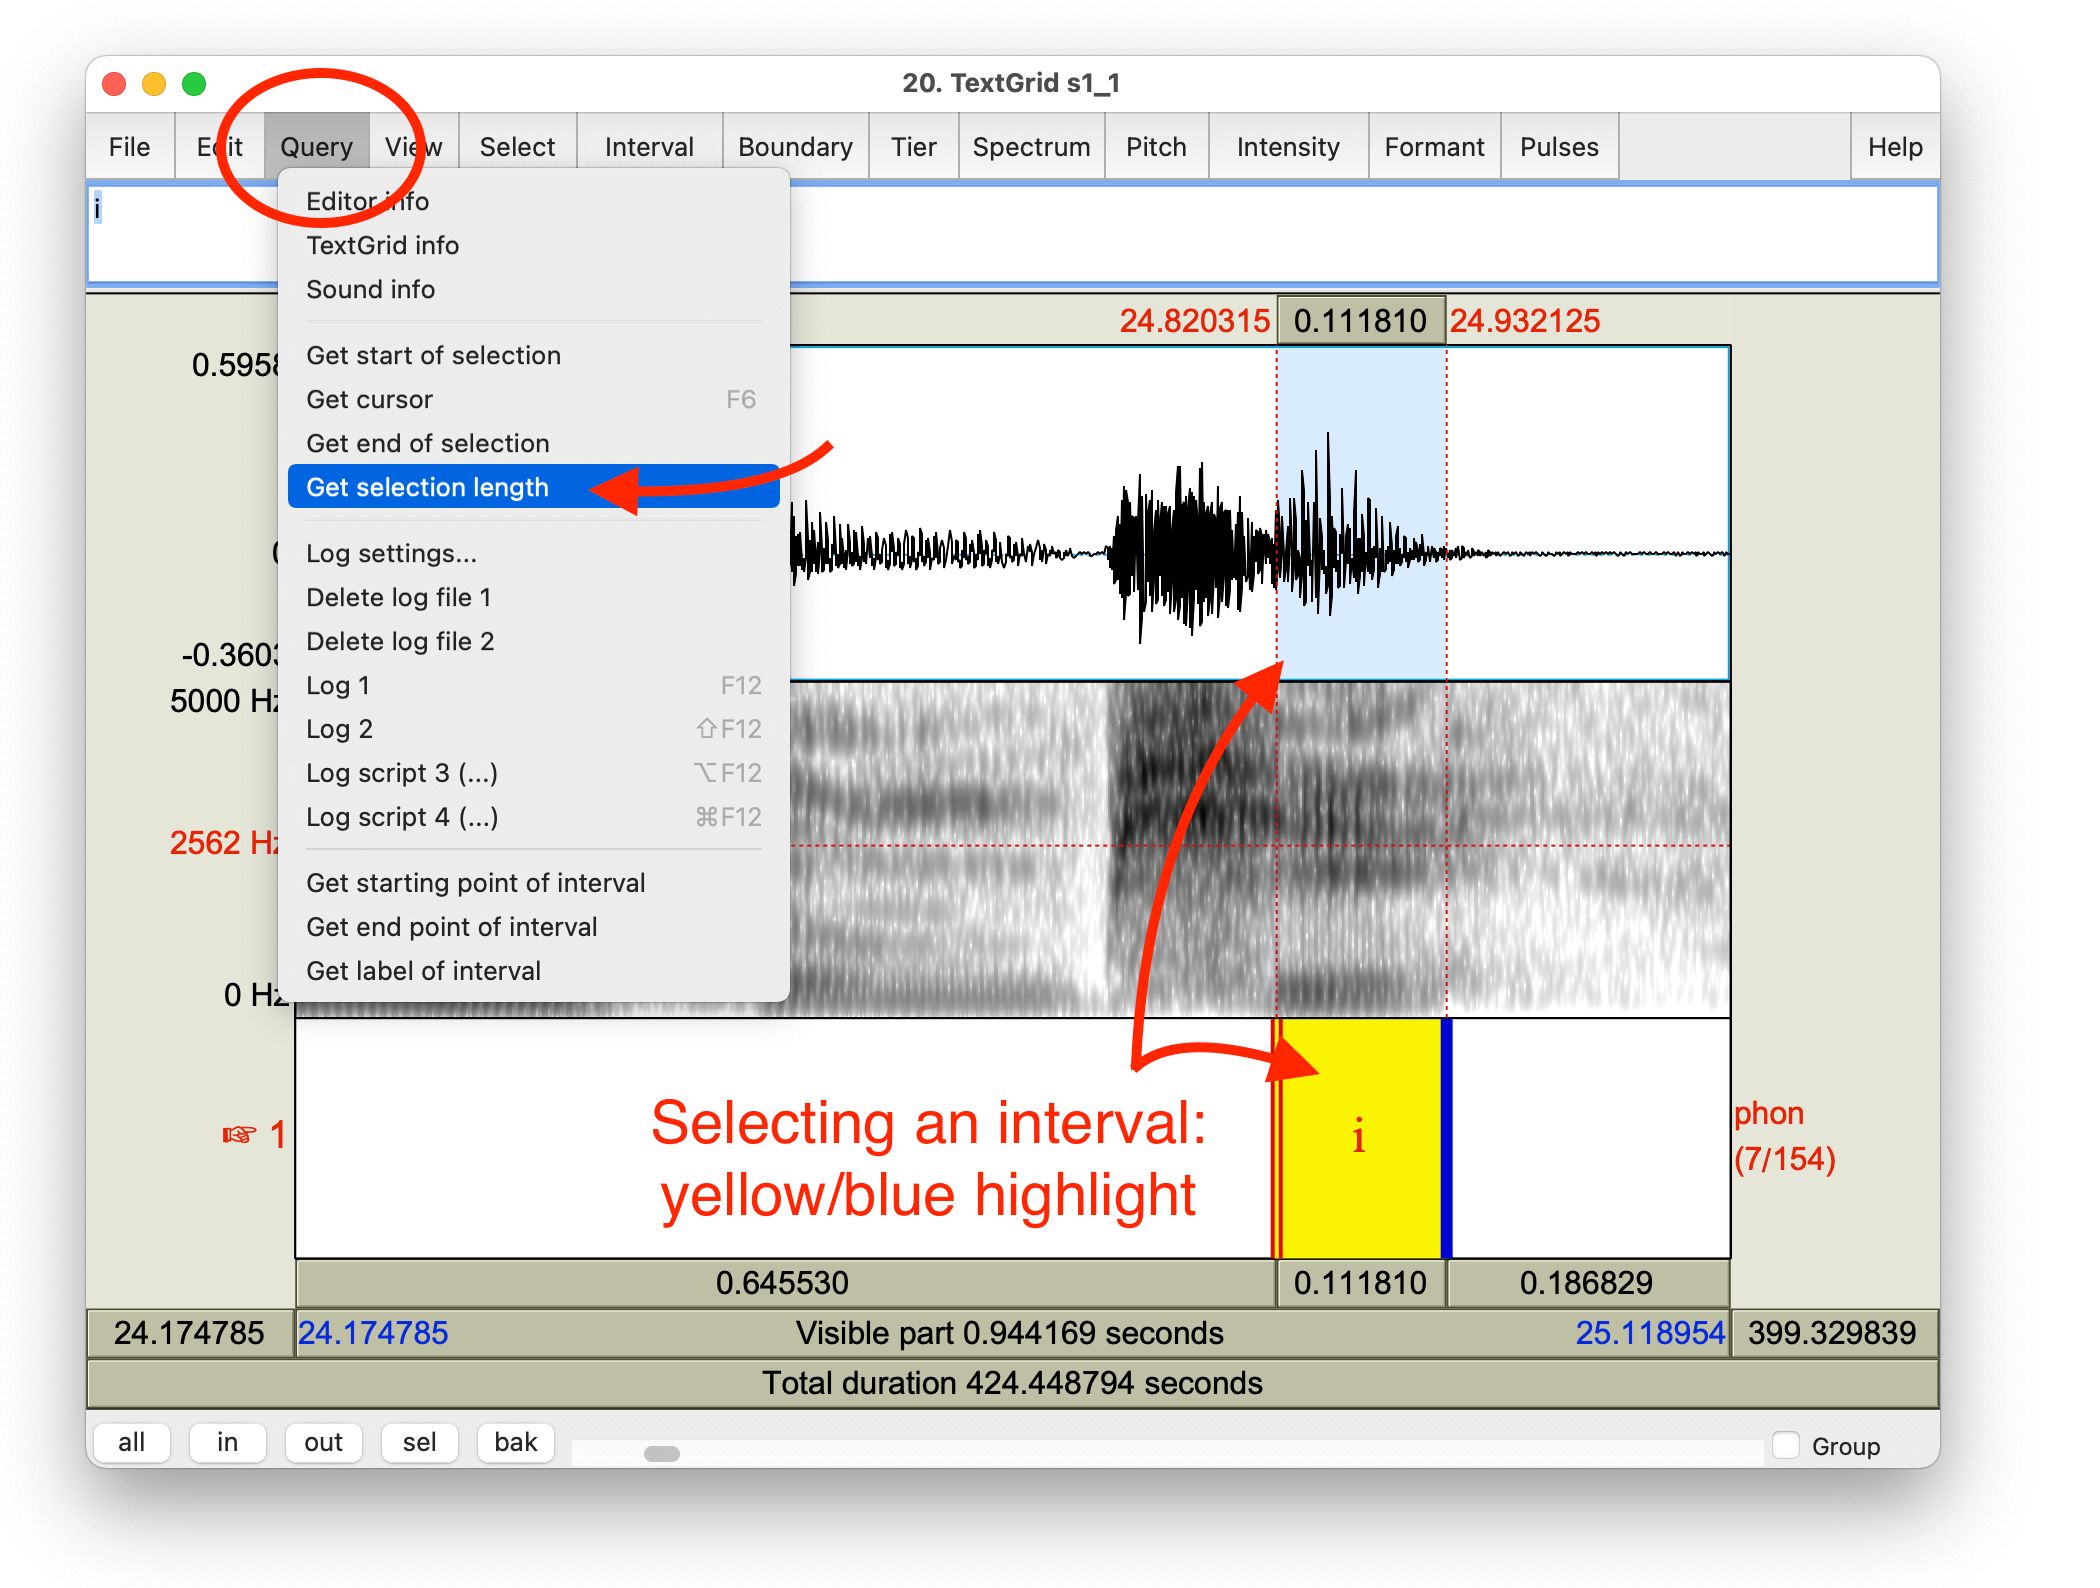 20. TextGrid s1_1
File Edit Query View Select Interval Boundary Tier Spectrum Pitch Intensity Formant Pulses Help
i
Editor info
TextGrid info
Sound info
Get start of selection
Get cursor F6
Get end of selection
Get selection length
Log settings...
Delete log file 1
Delete log file 2
Log 1 F12
Log 2 ⇧F12
Log script 3 (...) ⌥F12
Log script 4 (...) ⌘F12
Get starting point of interval
Get end point of interval
Get label of interval
24.820315 0.111810 24.932125
0.5958
0
-0.3603
5000 Hz
2562 Hz
0 Hz
☞ 1
Selecting an interval:
yellow/blue highlight
i
phon
(7/154)
0.645530 0.111810 0.186829
24.174785 24.174785 Visible part 0.944169 seconds 25.118954 399.329839
Total duration 424.448794 seconds
all in out sel bak Group